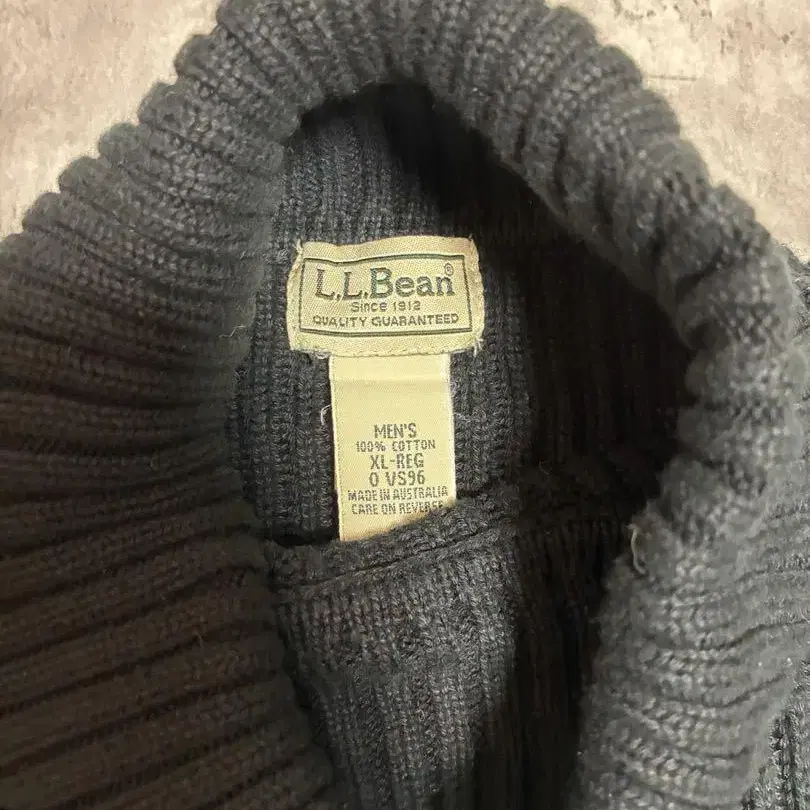 L.L.Bean®
Since 1912
QUALITY GUARANTEED
MEN'S
100% COTTON
XL-REG
0 VS96
MADE IN AUSTRALIA
CARE ON REVERSE